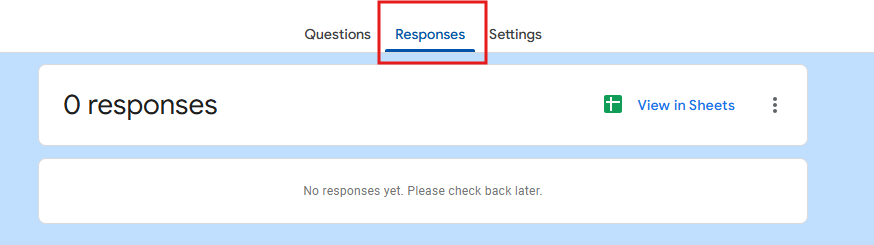 Questions Responses Settings
0 responses View in Sheets
No responses yet. Please check back later.